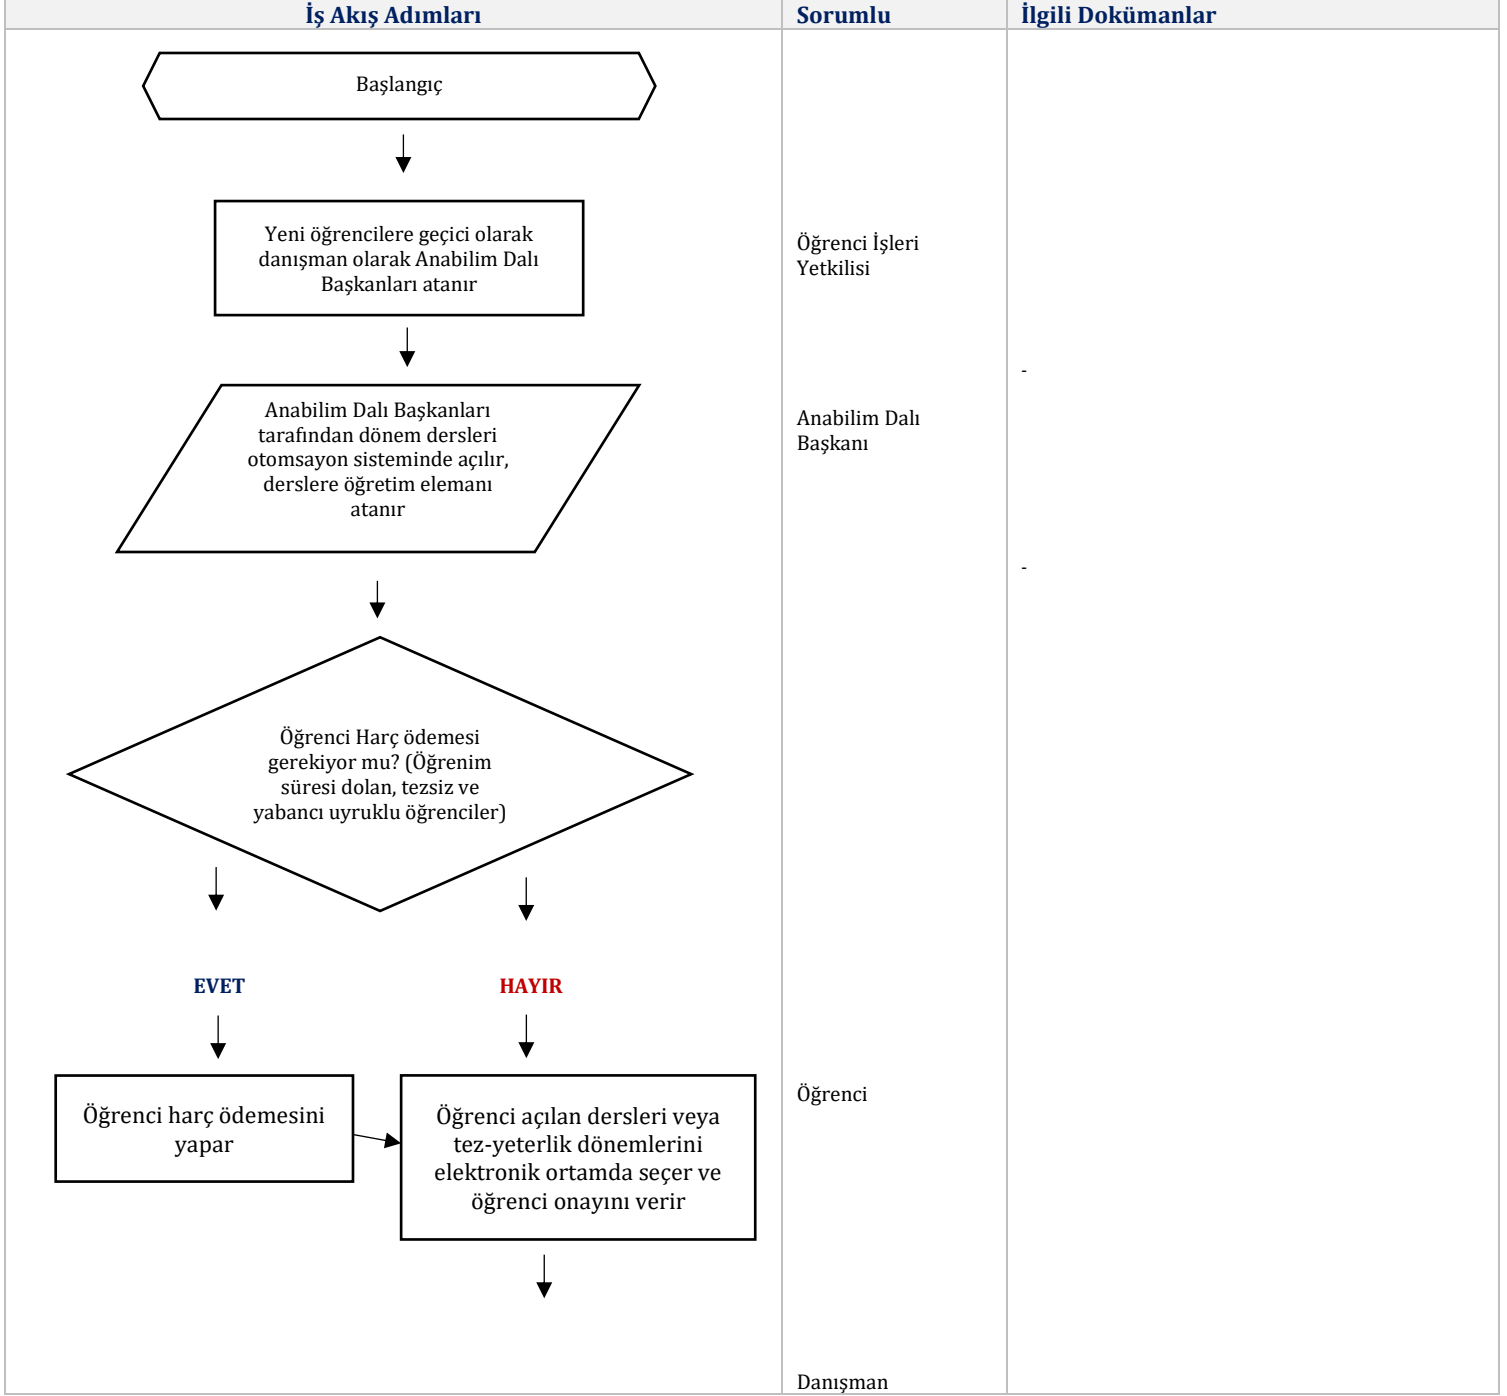 İş Akış Adımları
Sorumlu
İlgili Dokümanlar
Başlangıç
Yeni öğrencilere geçici olarak
danışman olarak Anabilim Dalı
Başkanları atanır
Öğrenci İşleri
Yetkilisi
-
Anabilim Dalı Başkanları
tarafından dönem dersleri
otomsayon sisteminde açılır,
derslere öğretim elemanı
atanır
Anabilim Dalı
Başkanı
-
Öğrenci Harç ödemesi
gerekiyor mu? (Öğrenim
süresi dolan, tezsiz ve
yabancı uyruklu öğrenciler)
EVET
HAYIR
Öğrenci harç ödemesini
yapar
Öğrenci açılan dersleri veya
tez-yeterlik dönemlerini
elektronik ortamda seçer ve
öğrenci onayını verir
Öğrenci
Danışman